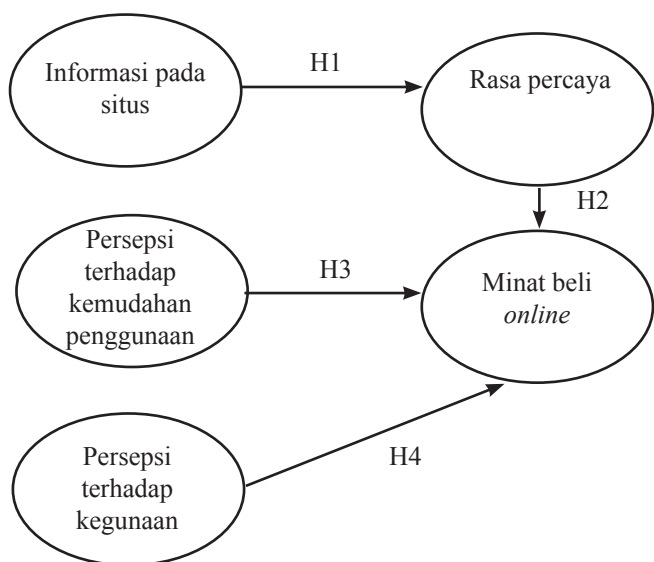 Informasi pada
situs
H1
Rasa percaya
H2
Persepsi
terhadap
kemudahan
penggunaan
H3
Minat beli
online
Persepsi
terhadap
kegunaan
H4